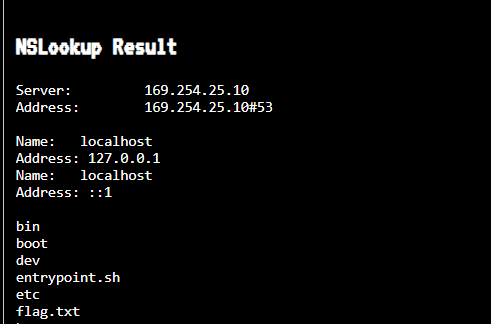 NSLookup Result
Server: 169.254.25.10
Address: 169.254.25.10#53
Name: localhost
Address: 127.0.0.1
Name: localhost
Address: ::1
bin
boot
dev
entrypoint.sh
etc
flag.txt